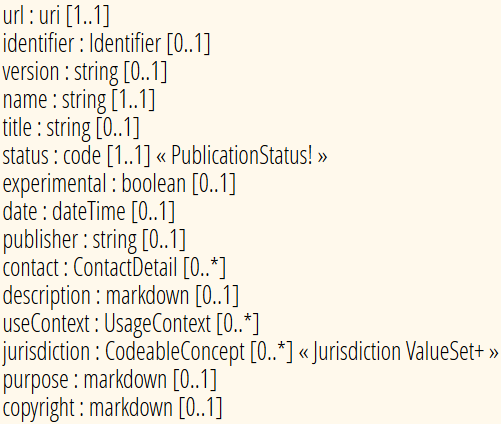 url : uri [1..1]
identifier : Identifier [0..1]
version : string [0..1]
name : string [1..1]
title : string [0..1]
status : code [1..1] « PublicationStatus! »
experimental : boolean [0..1]
date : dateTime [0..1]
publisher : string [0..1]
contact : ContactDetail [0..*]
description : markdown [0..1]
useContext : UsageContext [0..*]
jurisdiction : CodeableConcept [0..*] « Jurisdiction ValueSet+ »
purpose : markdown [0..1]
copyright : markdown [0..1]